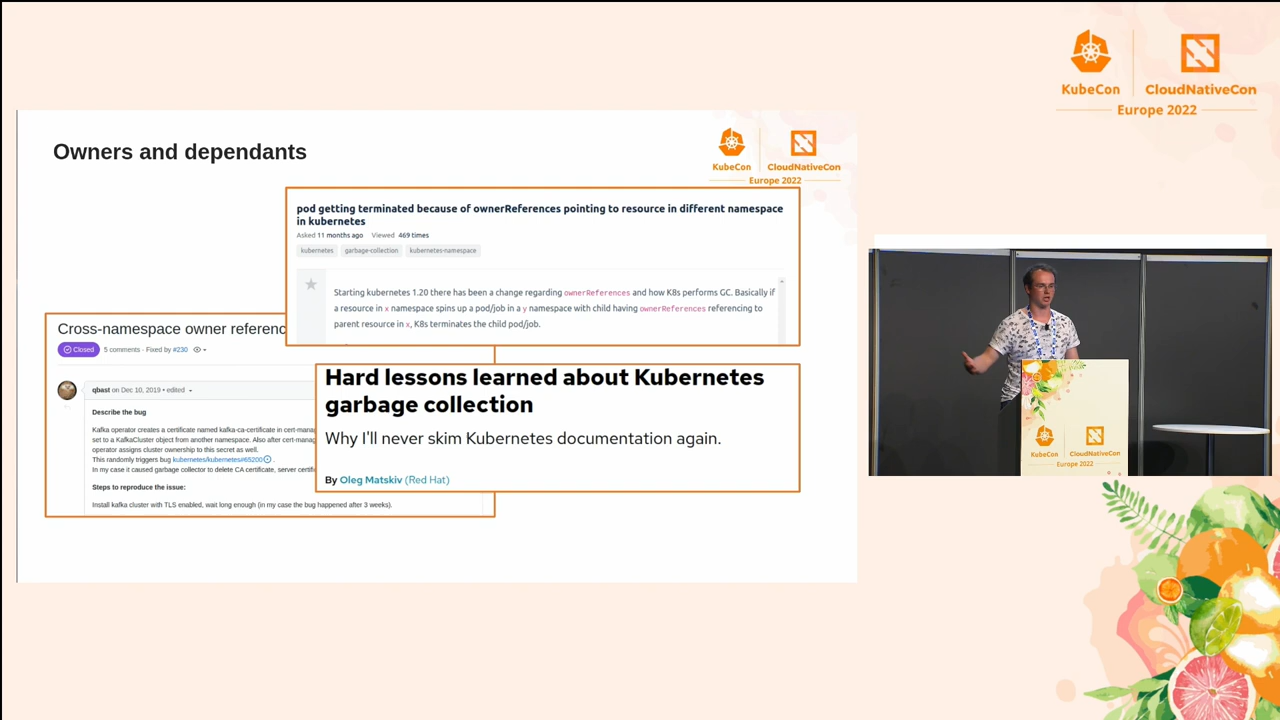 KubeCon
CloudNativeCon
Europe 2022
Owners and dependants
KubeCon
CloudNativeCon
Europe 2022
pod getting terminated because of ownerReferences pointing to resource in different namespace
in kubernetes
Asked 11 months ago Viewed 469 times
kubernetes garbage-collection kubernetes-namespace
Starting kubernetes 1.20 there has been a change regarding ownerReferences and how K8s performs GC. Basically if
a resource in x namespace spins up a pod/job in a y namespace with child having ownerReferences referencing to
parent resource in x, K8s terminates the child pod/job.
Cross-namespace owner referenc
Closed 5 comments · Fixed by #230
qbast on Dec 10, 2019 • edited
Describe the bug
Kafka operator creates a certificate named kafka-ca-certificate in cert-mana
set to a KafkaCluster object from another namespace. Also after cert-manag
operator assigns cluster ownership to this secret as well.
This randomly triggers bug kubernetes/kubernetes#65200 .
In my case it caused garbage collector to delete CA certificate, server certifi
Steps to reproduce the issue:
Install kafka cluster with TLS enabled, wait long enough (in my case the bug happened after 3 weeks).
Hard lessons learned about Kubernetes
garbage collection
Why I'll never skim Kubernetes documentation again.
By Oleg Matskiv (Red Hat)
KubeCon
CloudNativeCon
Europe 2022